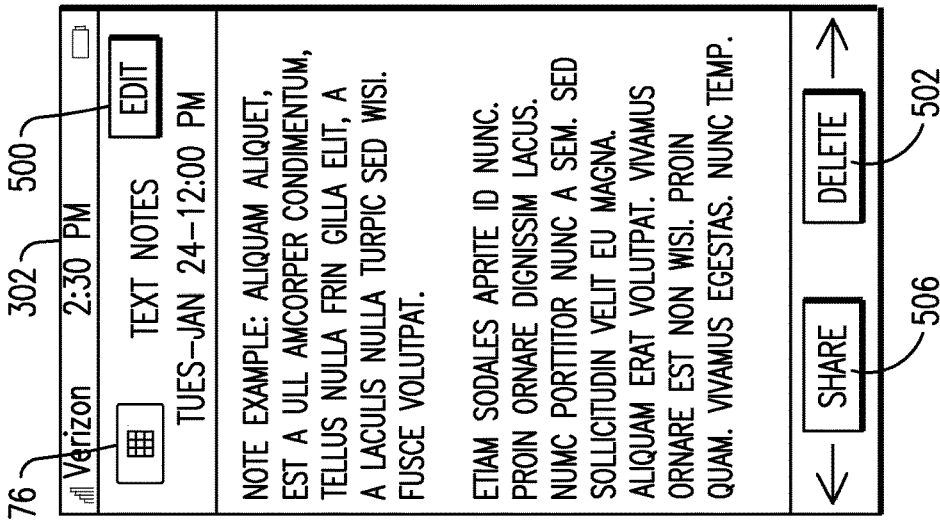 302
500
76
Verizon 2:30 PM
TEXT NOTES EDIT
TUES-JAN 24-12:00 PM
NOTE EXAMPLE: ALIQUAM ALIQUET,
EST A ULL AMCORPER CONDIMENTUM,
TELLUS NULLA FRIN GILLA ELIT, A
A LACULIS NULLA TURPIC SED WISI.
FUSCE VOLUTPAT.
ETIAM SODALES APRITE ID NUNC.
PROIN ORNARE DIGNISSIM LACUS.
NUMC PORTTITOR NUNC A SEM. SED
SOLLICITUDIN VELIT EU MAGNA.
ALIQUAM ERAT VOLUTPAT. VIVAMUS
ORNARE EST NON WISI. PROIN
QUAM. VIVAMUS EGESTAS. NUNC TEMP.
SHARE DELETE
506 502